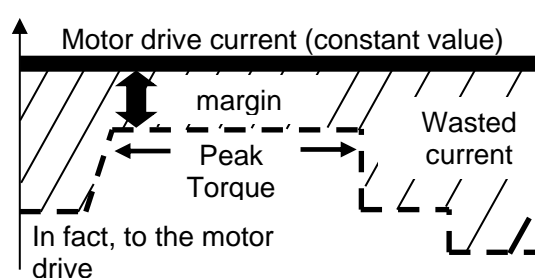 Motor drive current (constant value)
margin
Wasted
current
Peak
Torque
In fact, to the motor
drive